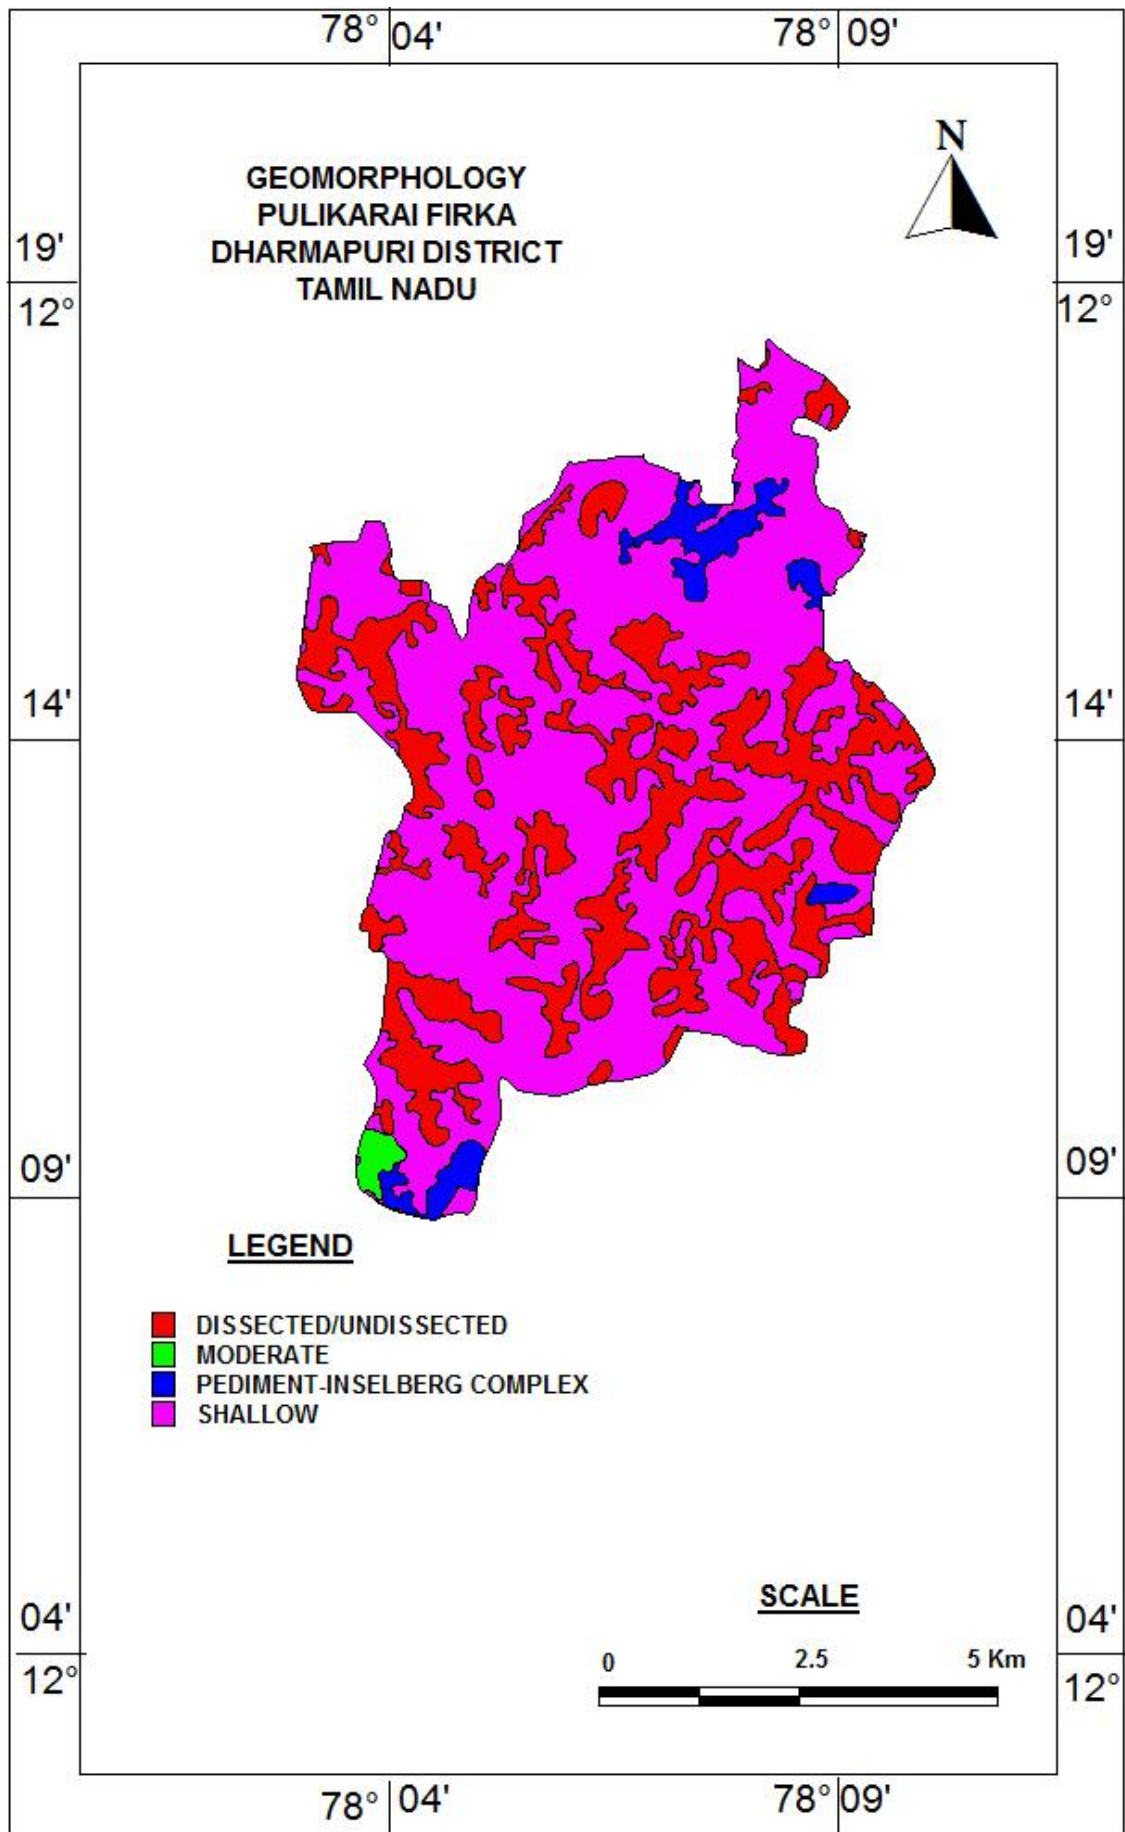 78° 04' 78° 09'
N
GEOMORPHOLOGY
PULIKARAI FIRKA
DHARMAPURI DISTRICT
TAMIL NADU
19' 19'
12° 12°
14' 14'
09' 09'
LEGEND
DISSECTED/UNDISSECTED
MODERATE
PEDIMENT-INSELBERG COMPLEX
SHALLOW
SCALE
04' 04'
0 2.5 5 Km
12° 12°
78° 04' 78° 09'